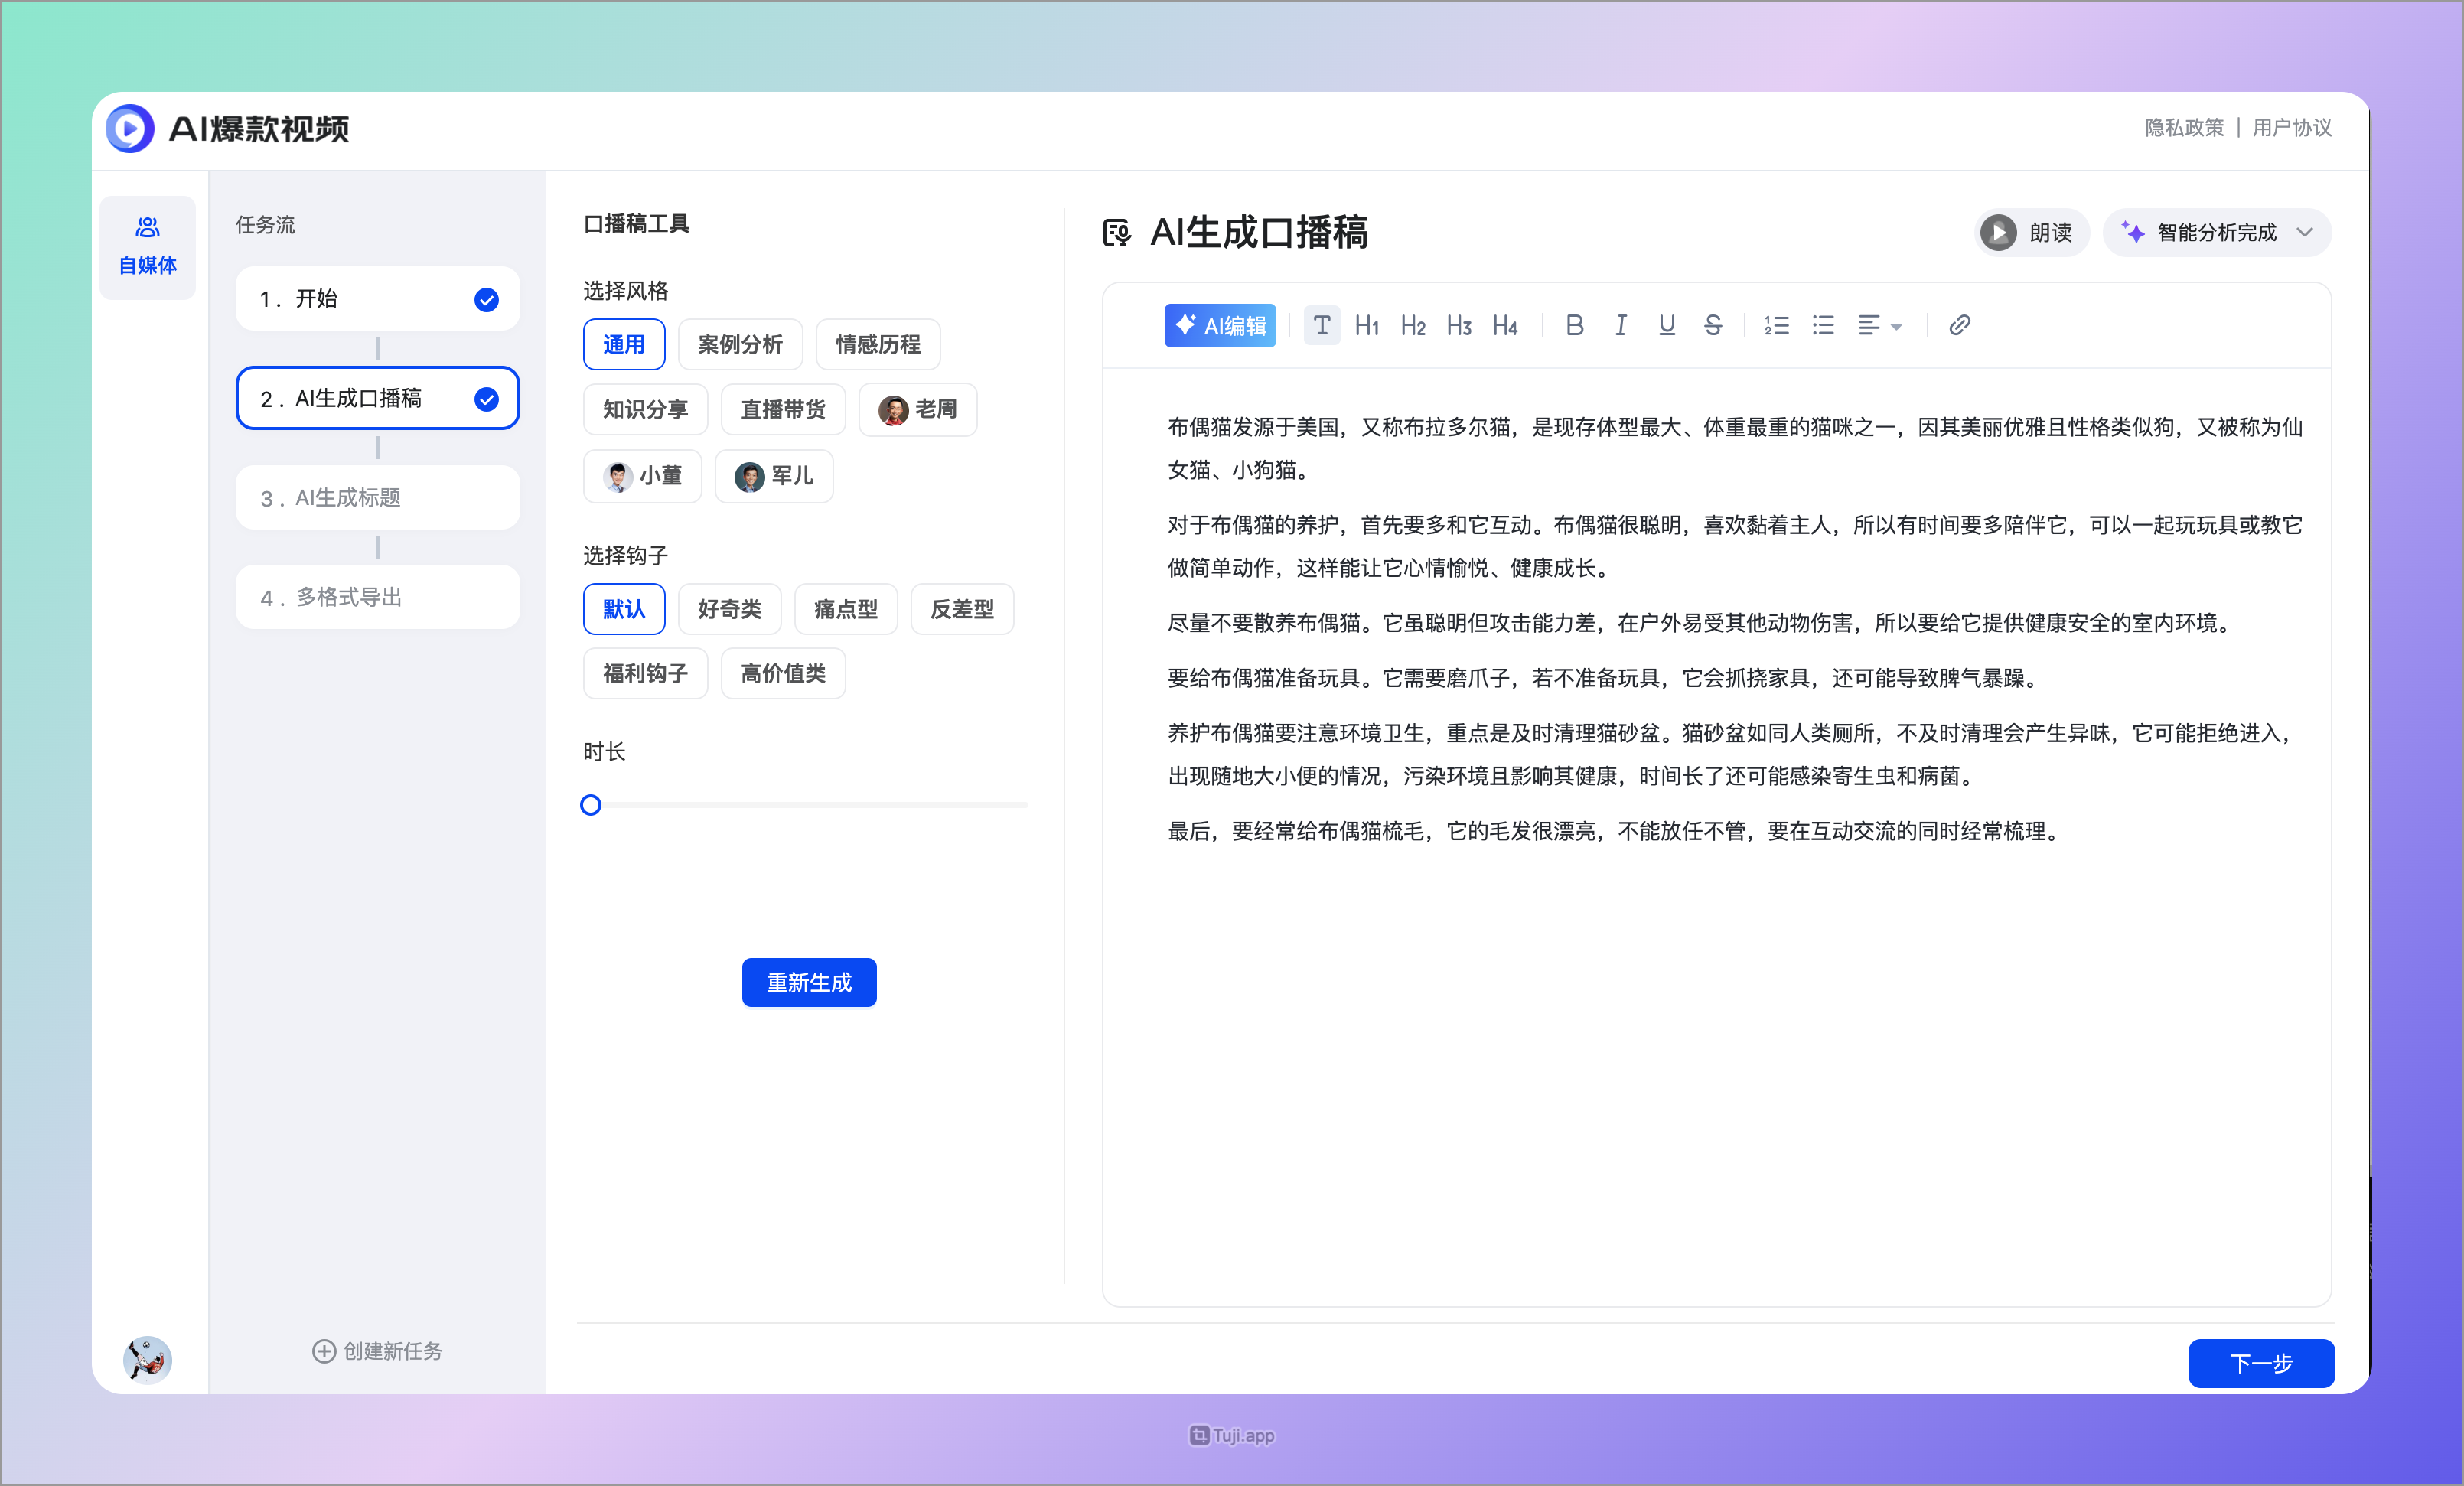 AI爆款视频
隐私政策 | 用户协议
自媒体
任务流
1. 开始
2. AI生成口播稿
3. AI生成标题
4. 多格式导出
创建新任务
口播稿工具
选择风格
通用 案例分析 情感历程
知识分享 直播带货 老周
小董 军儿
选择钩子
默认 好奇类 痛点型 反差型
福利钩子 高价值类
时长
重新生成
AI生成口播稿
朗读 智能分析完成
AI编辑 T H1 H2 H3 H4 B I U S
布偶猫发源于美国，又称布拉多尔猫，是现存体型最大、体重最重的猫咪之一，因其美丽优雅且性格类似狗，又被称为仙
女猫、小狗猫。
对于布偶猫的养护，首先要多和它互动。布偶猫很聪明，喜欢黏着主人，所以有时间要多陪伴它，可以一起玩玩具或教它
做简单动作，这样能让它心情愉悦、健康成长。
尽量不要散养布偶猫。它虽聪明但攻击能力差，在户外易受其他动物伤害，所以要给它提供健康安全的室内环境。
要给布偶猫准备玩具。它需要磨爪子，若不准备玩具，它会抓挠家具，还可能导致脾气暴躁。
养护布偶猫要注意环境卫生，重点是及时清理猫砂盆。猫砂盆如同人类厕所，不及时清理会产生异味，它可能拒绝进入，
出现随地大小便的情况，污染环境且影响其健康，时间长了还可能感染寄生虫和病菌。
最后，要经常给布偶猫梳毛，它的毛发很漂亮，不能放任不管，要在互动交流的同时经常梳理。
下一步
Tuji.app